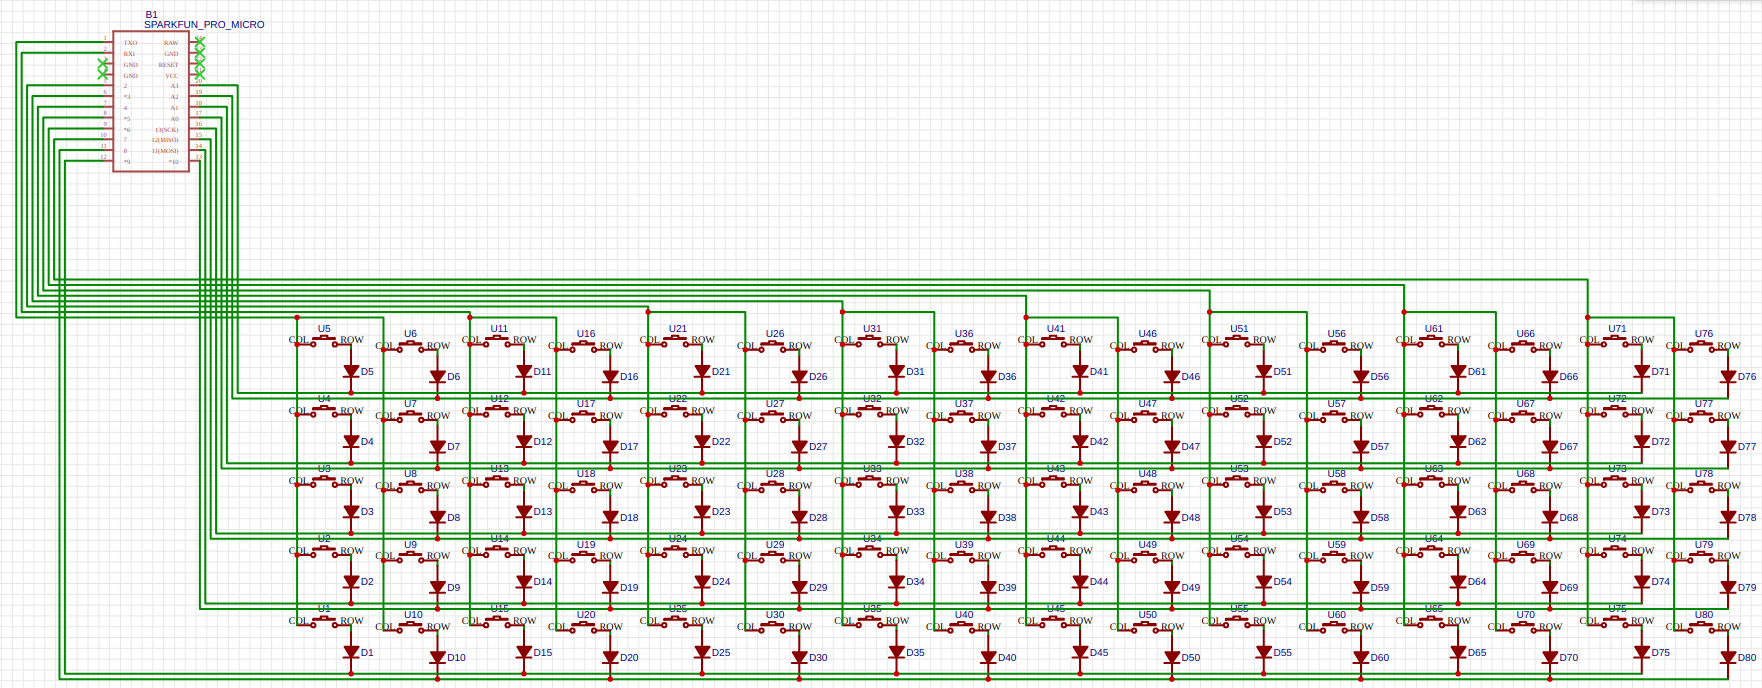 B1
SPARKFUN_PRO_MICRO
1 TXO RAW
2 RXI GND
GND RESET
GND VCC
5 2 A3 20
6 *3 A2 19
7 4 A1 18
8 *5 A0 17
9 *6 13(SCK) 16
10 7 12(MISO) 15
11 8 11(MOSI) 14
12 *9 *10 13
U5 U6 U11 U16 U21 U26 U31 U36 U41 U46 U51 U56 U61 U66 U71 U76
COL ROW COL ROW COL ROW COL ROW COL ROW COL ROW COL ROW COL ROW COL ROW COL ROW COL ROW COL ROW COL ROW COL ROW COL ROW COL ROW
D5 D6 D11 D16 D21 D26 D31 D36 D41 D46 D51 D56 D61 D66 D71 D76
U4 U7 U12 U17 U22 U27 U32 U37 U42 U47 U52 U57 U62 U67 U72 U77
COL ROW COL ROW COL ROW COL ROW COL ROW COL ROW COL ROW COL ROW COL ROW COL ROW COL ROW COL ROW COL ROW COL ROW COL ROW COL ROW
D4 D7 D12 D17 D22 D27 D32 D37 D42 D47 D52 D57 D62 D67 D72 D77
U3 U8 U13 U18 U23 U28 U33 U38 U43 U48 U53 U58 U63 U68 U73 U78
COL ROW COL ROW COL ROW COL ROW COL ROW COL ROW COL ROW COL ROW COL ROW COL ROW COL ROW COL ROW COL ROW COL ROW COL ROW COL ROW
D3 D8 D13 D18 D23 D28 D33 D38 D43 D48 D53 D58 D63 D68 D73 D78
U2 U9 U14 U19 U24 U29 U34 U39 U44 U49 U54 U59 U64 U69 U74 U79
COL ROW COL ROW COL ROW COL ROW COL ROW COL ROW COL ROW COL ROW COL ROW COL ROW COL ROW COL ROW COL ROW COL ROW COL ROW COL ROW
D2 D9 D14 D19 D24 D29 D34 D39 D44 D49 D54 D59 D64 D69 D74 D79
U1 U10 U15 U20 U25 U30 U35 U40 U45 U50 U55 U60 U65 U70 U75 U80
COL ROW COL ROW COL ROW COL ROW COL ROW COL ROW COL ROW COL ROW COL ROW COL ROW COL ROW COL ROW COL ROW COL ROW COL ROW COL ROW
D1 D10 D15 D20 D25 D30 D35 D40 D45 D50 D55 D60 D65 D70 D75 D80